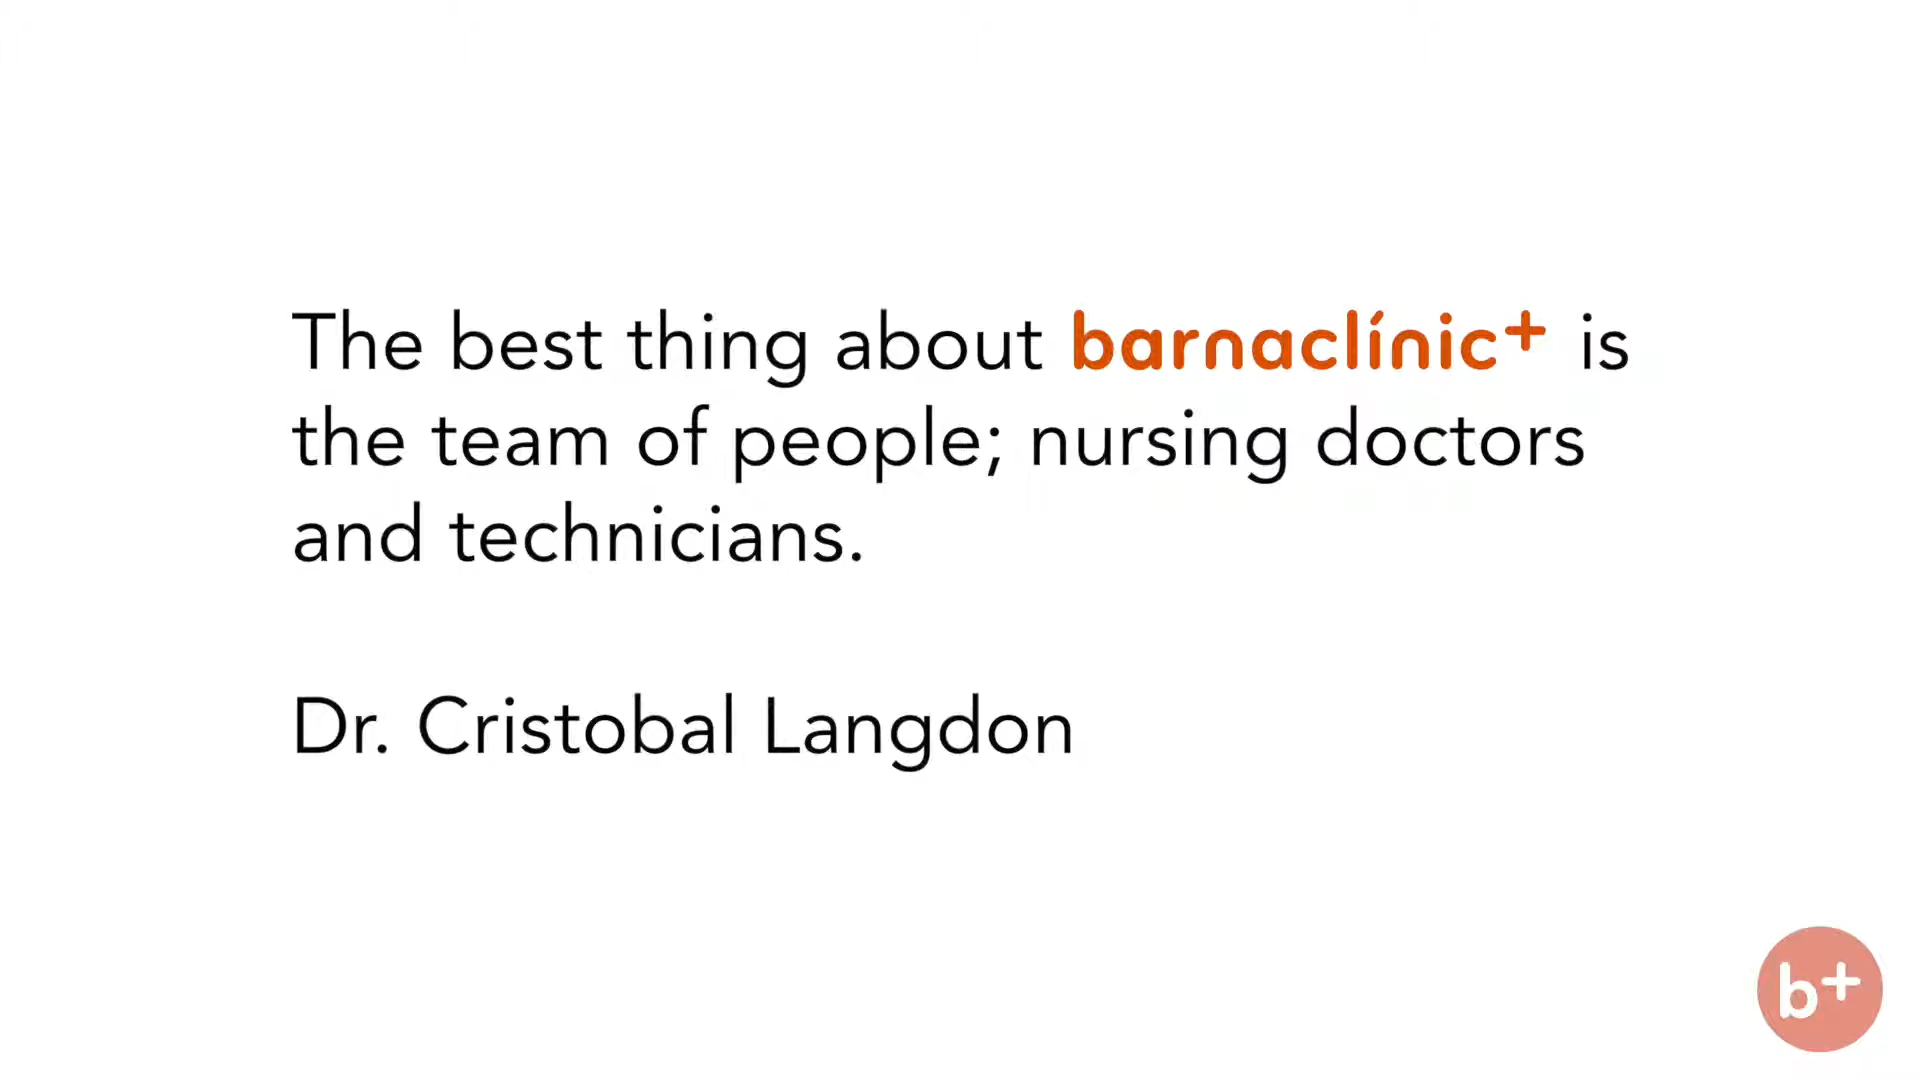 The best thing about barnaclínic+ is
the team of people; nursing doctors
and technicians.
Dr. Cristobal Langdon
b+